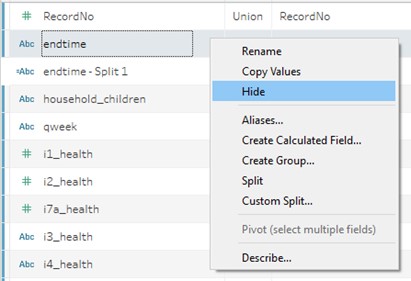 # RecordNo Union RecordNo
Abc endtime
=Abc endtime - Split 1
Abc household_children
Abc qweek
# i1_health
# i2_health
# i7a_health
Abc i3_health
Abc i4_health
Rename
Copy Values
Hide
Aliases...
Create Calculated Field...
Create Group...
Split
Custom Split...
Pivot (select multiple fields)
Describe...